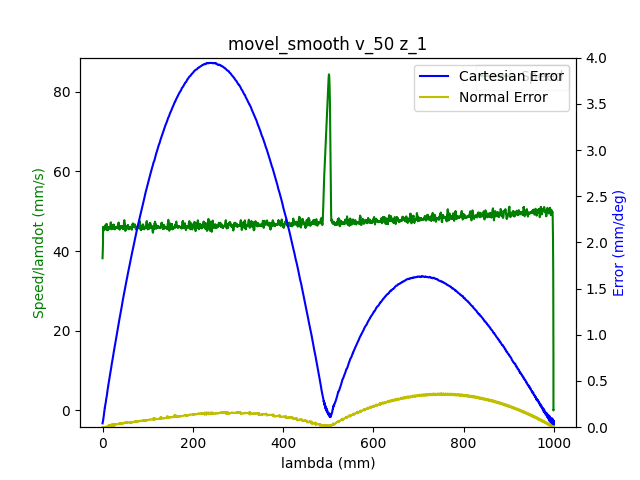 movel_smooth v_50 z_1
Cartesian Error
Normal Error
80
60
40
20
0
4.0
3.5
3.0
2.5
2.0
1.5
1.0
0.5
0.0
Speed/lamdot (mm/s)
Error (mm/deg)
0 200 400 600 800 1000
lambda (mm)